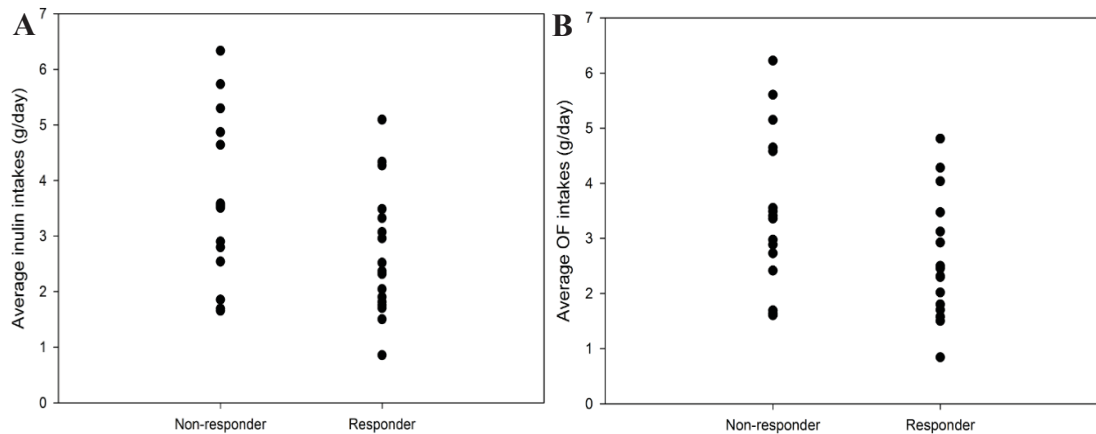 A
Average inulin intakes (g/day)
7
6
5
4
3
2
1
0
Non-responder
Responder
B
Average OF intakes (g/day)
7
6
5
4
3
2
1
0
Non-responder
Responder